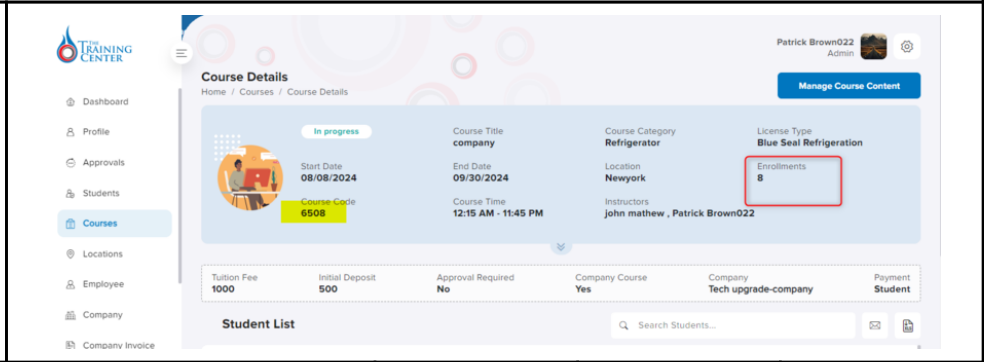 THE
TRAINING
CENTER
Patrick Brown022
Admin
Course Details
Home / Courses / Course Details
Manage Course Content
Dashboard
Profile
Approvals
Students
Courses
Locations
Employee
Company
Company Invoice
In progress
Course Title
company
Course Category
Refrigerator
License Type
Blue Seal Refrigeration
Start Date
08/08/2024
End Date
09/30/2024
Location
Newyork
Enrollments
8
Course Code
6508
Course Time
12:15 AM - 11:45 PM
Instructors
john mathew , Patrick Brown022
Tuition Fee
1000
Initial Deposit
500
Approval Required
No
Company Course
Yes
Company
Tech upgrade-company
Payment
Student
Student List
Search Students...